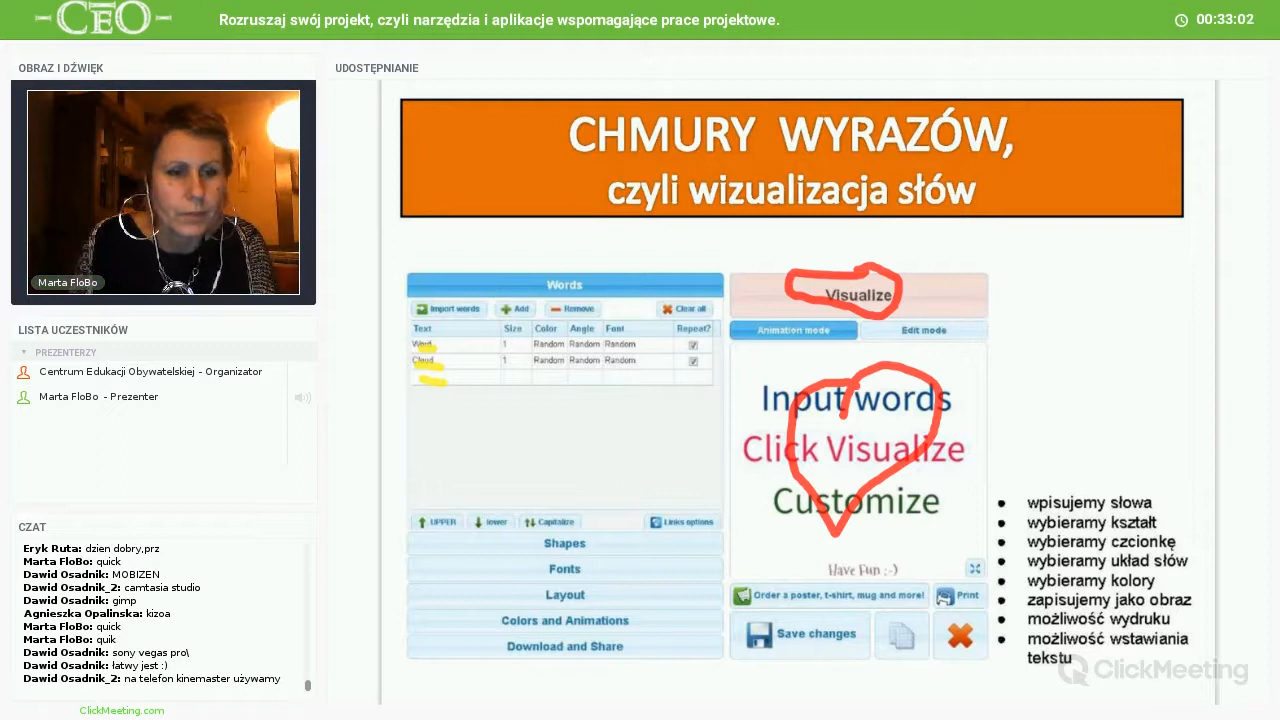 CEO
Rozruszaj swój projekt, czyli narzędzia i aplikacje wspomagające prace projektowe.
00:33:02
OBRAZ I DŹWIĘK
Marta FloBo
LISTA UCZESTNIKÓW
PREZENTERZY
Centrum Edukacji Obywatelskiej - Organizator
Marta FloBo - Prezenter
CZAT
Eryk Ruta: dzien dobry,prz
Marta FloBo: quick
Dawid Osadnik: MOBIZEN
Dawid Osadnik_2: camtasia studio
Dawid Osadnik: gimp
Agnieszka Opalinska: kizoa
Marta FloBo: quick
Marta FloBo: quik
Dawid Osadnik: sony vegas pro\
Dawid Osadnik: łatwy jest :)
Dawid Osadnik_2: na telefon kinemaster używamy
ClickMeeting.com
UDOSTĘPNIANIE
CHMURY WYRAZÓW,
czyli wizualizacja słów
Words
Import words Add Remove Clear all
Text Size Color Angle Font Repeat?
Word 1 Random Random Random
Cloud 1 Random Random Random
UPPER lower Capitalize Links options
Shapes
Fonts
Layout
Colors and Animations
Download and Share
Visualize
Animation mode Edit mode
Input words
Click Visualize
Customize
Have Fun :-)
Order a poster, t-shirt, mug and more! Print
Save changes
• wpisujemy słowa
• wybieramy kształt
• wybieramy czcionkę
• wybieramy układ słów
• wybieramy kolory
• zapisujemy jako obraz
• możliwość wydruku
• możliwość wstawiania
tekstu
ClickMeeting